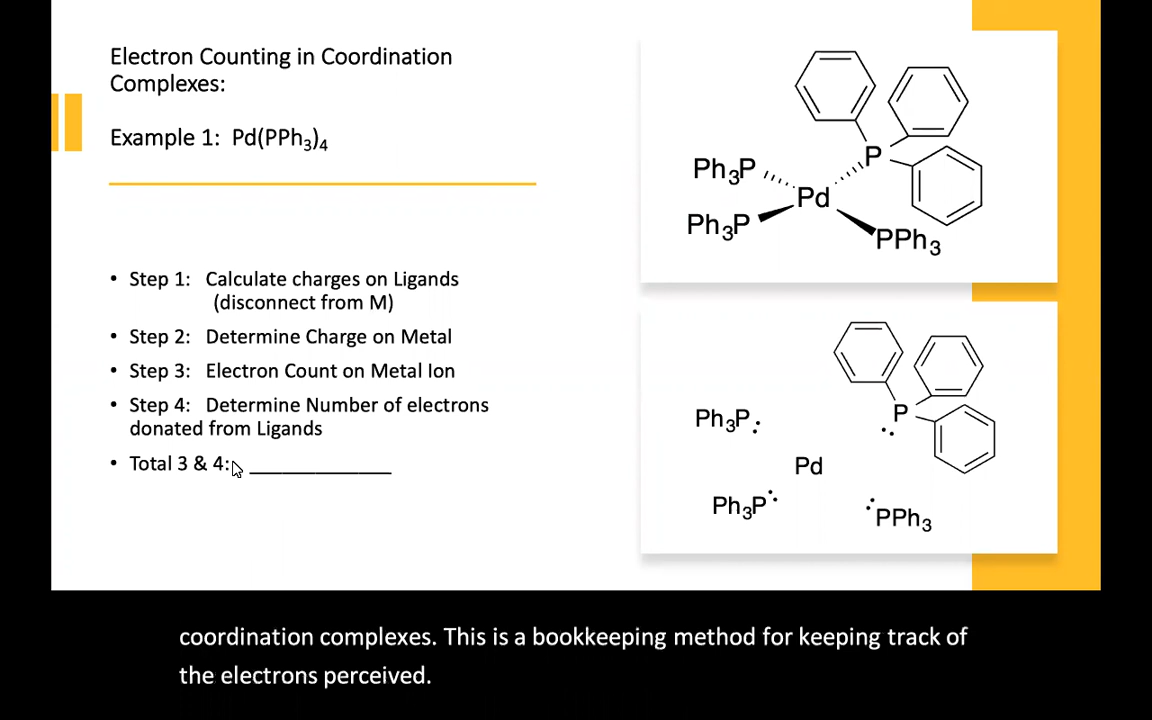 Electron Counting in Coordination
Complexes:
Example 1: Pd(PPh₃)₄
• Step 1: Calculate charges on Ligands
(disconnect from M)
• Step 2: Determine Charge on Metal
• Step 3: Electron Count on Metal Ion
• Step 4: Determine Number of electrons
donated from Ligands
• Total 3 & 4: _____________
P
Ph₃P
Pd
Ph₃P
PPh₃
P
Ph₃P:
Pd
Ph₃P:
:PPh₃
coordination complexes. This is a bookkeeping method for keeping track of
the electrons perceived.